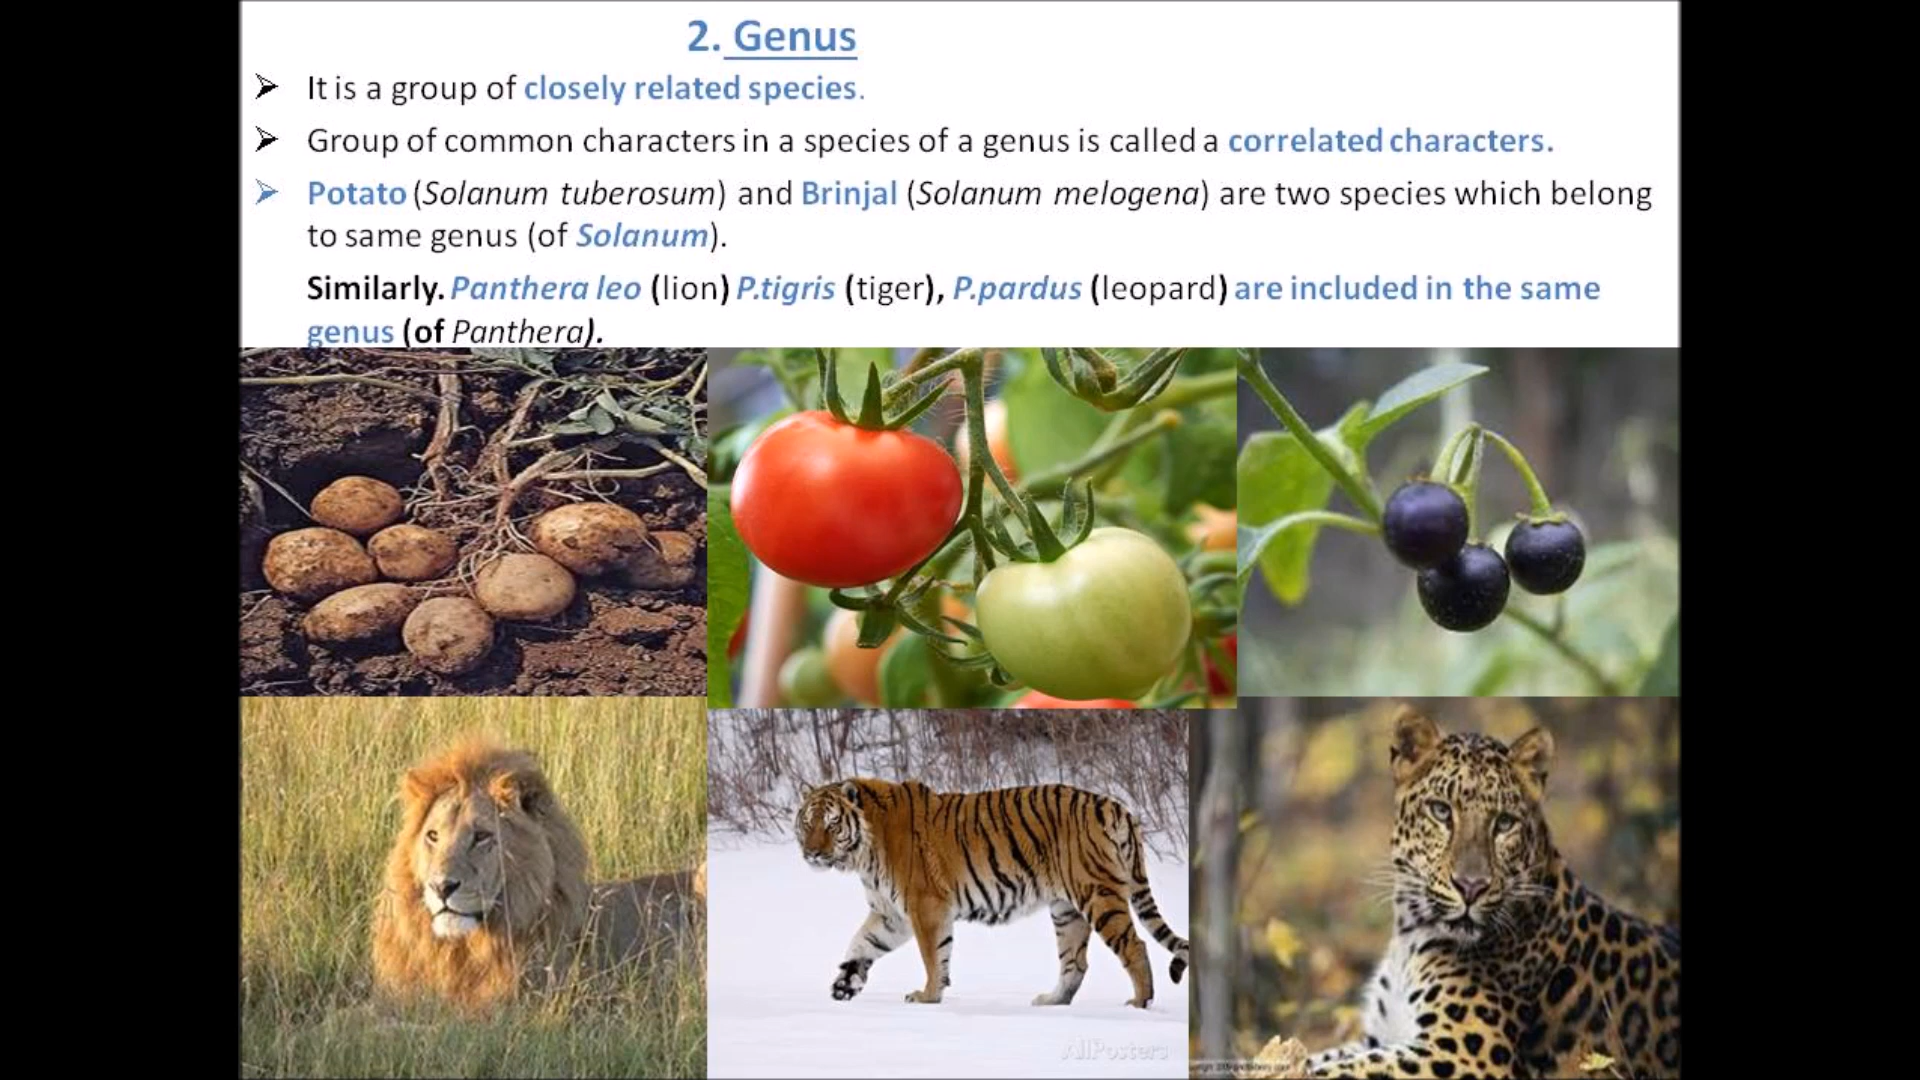 2. Genus
It is a group of closely related species.
Group of common characters in a species of a genus is called a correlated characters.
Potato (Solanum tuberosum) and Brinjal (Solanum melogena) are two species which belong
to same genus (of Solanum).
Similarly. Panthera leo (lion) P.tigris (tiger), P.pardus (leopard) are included in the same
genus (of Panthera).
AllPosters